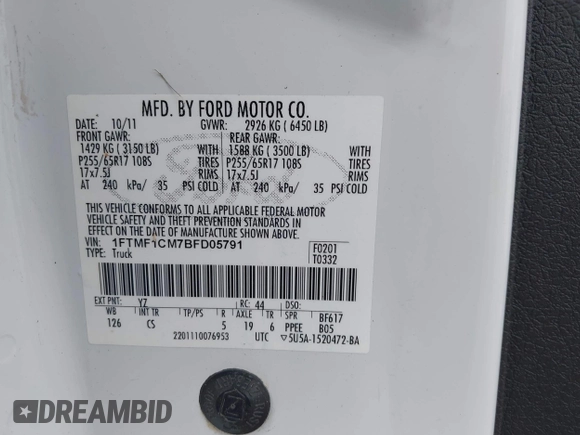 MFD. BY FORD MOTOR CO.
DATE: 10/11 GVWR: 2926 KG ( 6450 LB)
FRONT GAWR: REAR GAWR:
1429 KG ( 3150 LB) WITH 1588 KG ( 3500 LB) WITH
P255/65R17 108S TIRES P255/65R17 108S TIRES
17x7.5J RIMS 17x7.5J RIMS
AT 240 kPa/ 35 PSI COLD AT 240 kPa/ 35 PSI COLD
THIS VEHICLE CONFORMS TO ALL APPLICABLE FEDERAL MOTOR
VEHICLE SAFETY AND THEFT PREVENTION STANDARDS IN
EFFECT ON THE DATE OF MANUFACTURE SHOWN ABOVE.
VIN: 1FTMF1CM7BFD05791 F0201
TYPE: Truck T0332
EXT PNT: YZ RC: 44 DSO:
WB INT TR TP/PS R AXLE TR SPR BF617
126 CS 5 19 6 PPEE B05
2201110076953 UTC 5U5A-1520472-BA
DREAMBID